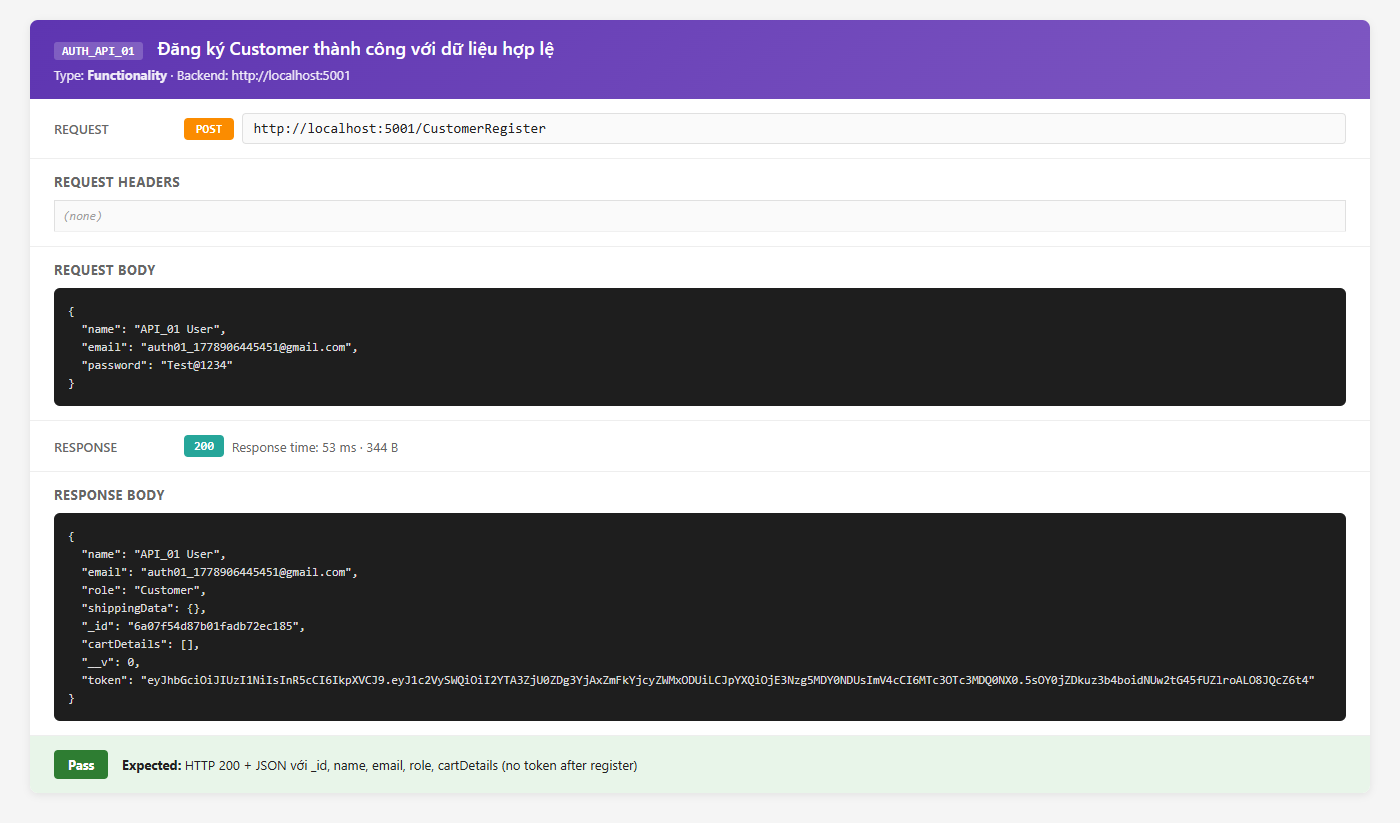 AUTH_API_01 Đăng ký Customer thành công với dữ liệu hợp lệ
Type: Functionality · Backend: http://localhost:5001
REQUEST POST http://localhost:5001/CustomerRegister
REQUEST HEADERS
(none)
REQUEST BODY
{
"name": "API_01 User",
"email": "auth01_1778906445451@gmail.com",
"password": "Test@1234"
}
RESPONSE 200 Response time: 53 ms · 344 B
RESPONSE BODY
{
"name": "API_01 User",
"email": "auth01_1778906445451@gmail.com",
"role": "Customer",
"shippingData": {},
"_id": "6a07f54d87b01fadb72ec185",
"cartDetails": [],
"__v": 0,
"token": "eyJhbGciOiJIUzI1NiIsInR5cCI6IkpXVCJ9.eyJ1c2VySWQiOiI2YTA3ZjU0ZDg3YjAxZmFkYjcyZWMxODUiLCJpYXQiOjE3Nzg5MDY0NDUsImV4cCI6MTc3OTc3MDQ0NX0.5sOY0jZDkuz3b4boidNUw2tG45fUZlroALO8JQcZ6t4"
}
Pass Expected: HTTP 200 + JSON với _id, name, email, role, cartDetails (no token after register)